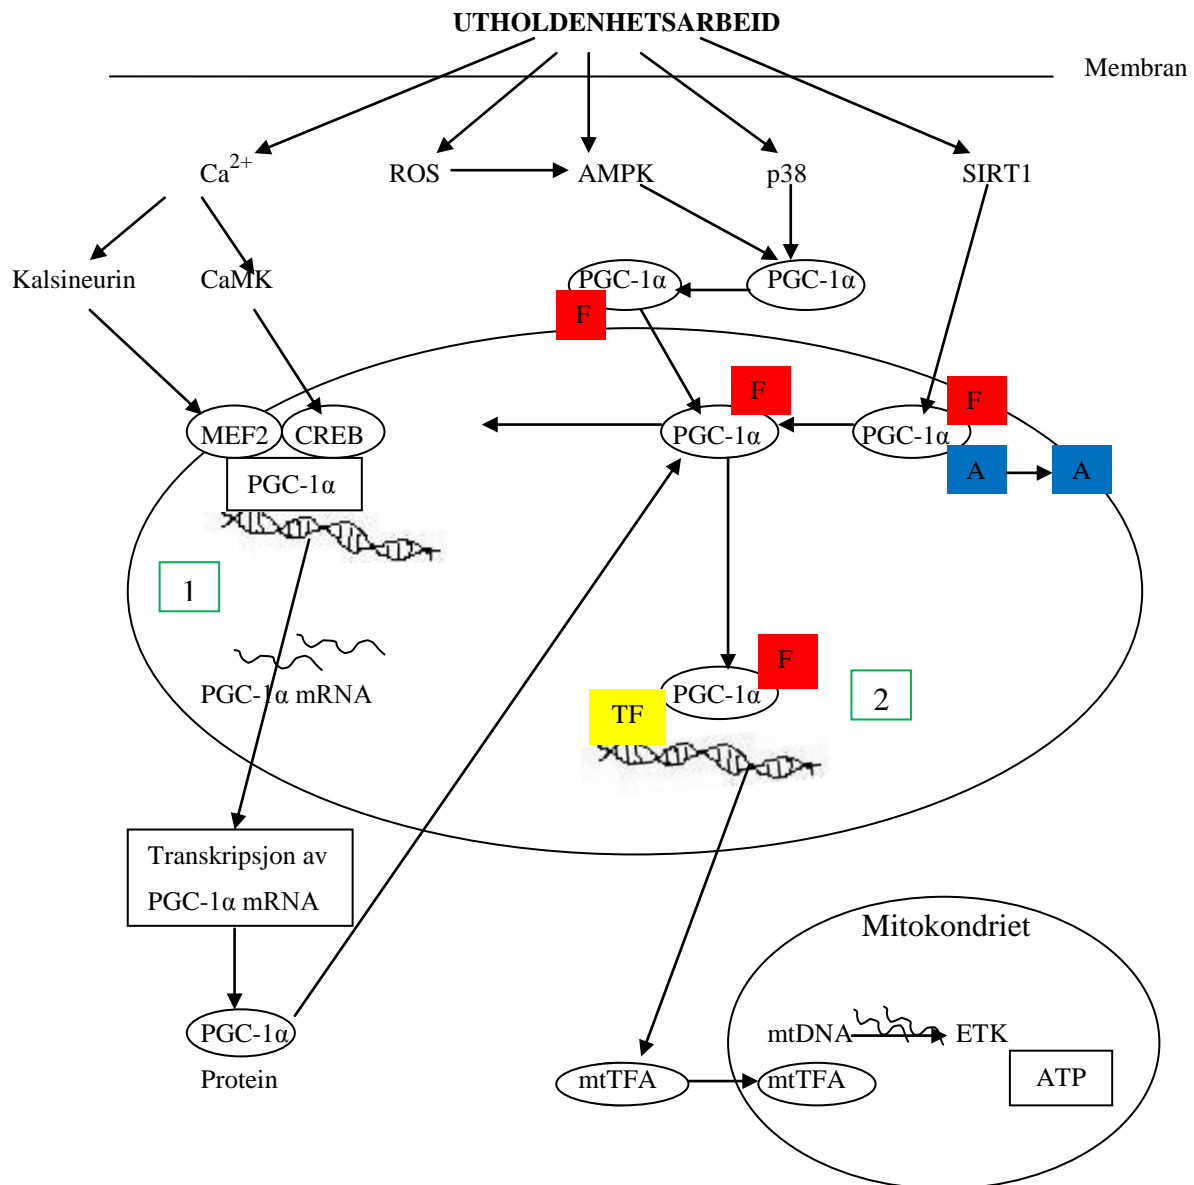 UTHOLDENHETSARBEID
Membran
Ca2+
ROS
AMPK
p38
SIRT1
Kalsineurin
CaMK
PGC-1α
PGC-1α
F
F
F
MEF2
CREB
PGC-1α
PGC-1α
A
A
PGC-1α
1
F
PGC-1α mRNA
PGC-1α
2
TF
Transkripsjon av
PGC-1α mRNA
Mitokondriet
PGC-1α
mtDNA
ETK
Protein
mtTFA
mtTFA
ATP